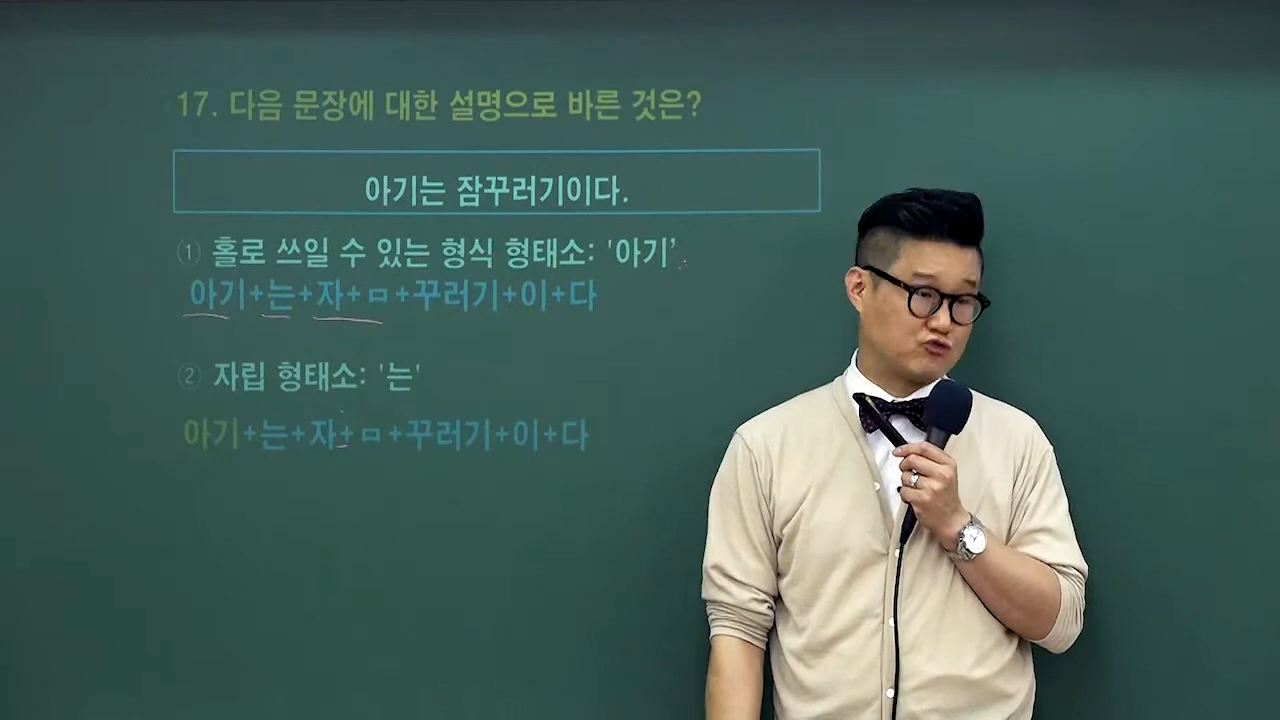 17. 다음 문장에 대한 설명으로 바른 것은?
아기는 잠꾸러기이다.
① 홀로 쓰일 수 있는 형식 형태소: '아기’
아기+는+자+ㅁ+꾸러기+이+다
② 자립 형태소: '는'
아기+는+자+ㅁ+꾸러기+이+다